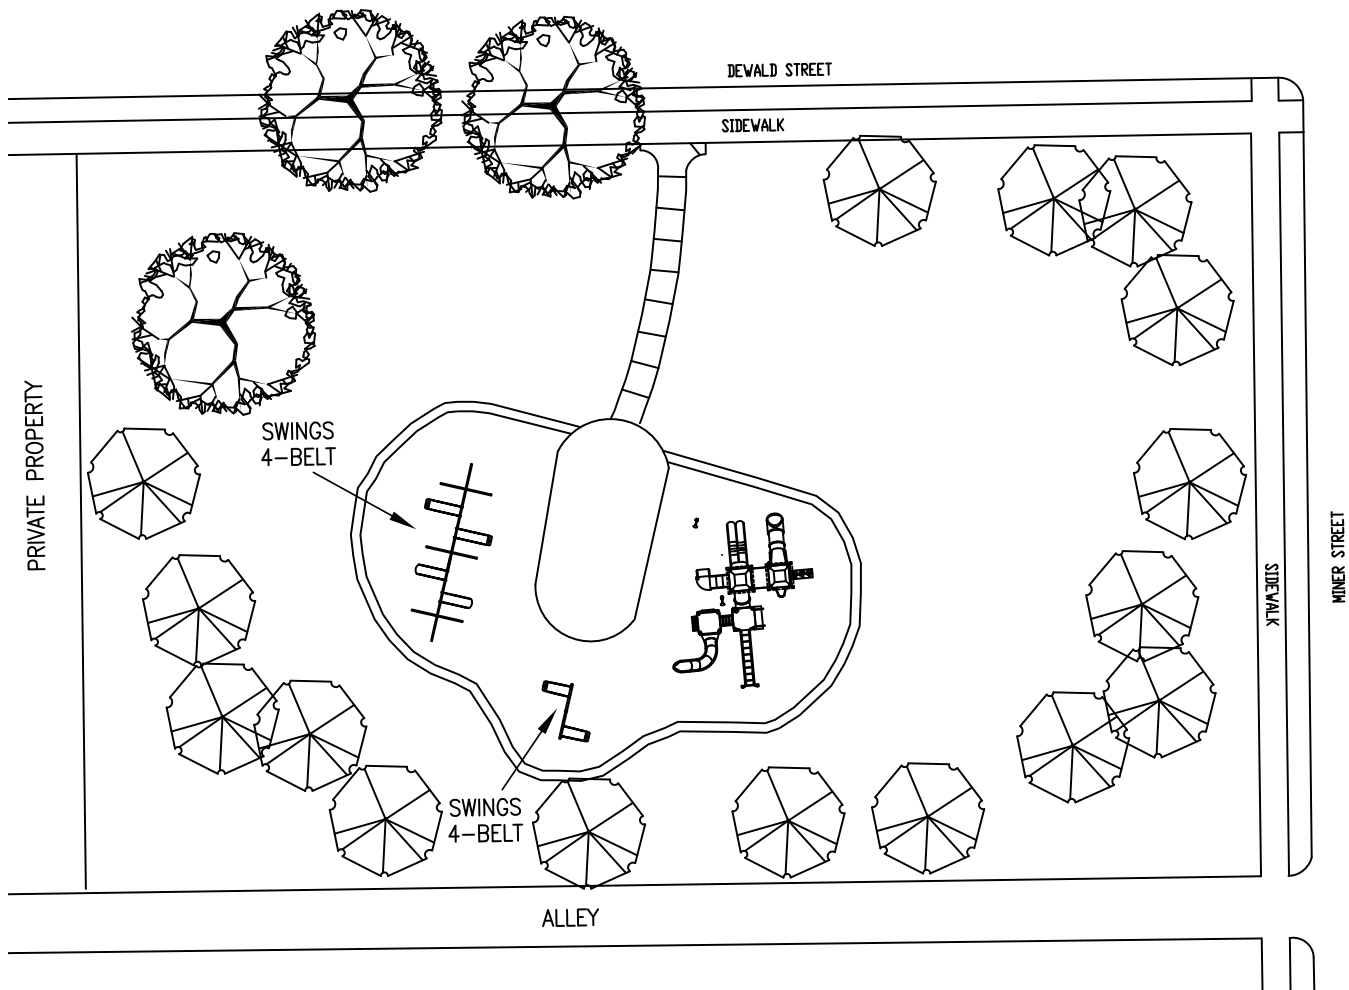 DEWALD STREET
SIDEWALK
PRIVATE PROPERTY
SWINGS
4-BELT
SIDEWALK
MINER STREET
SWINGS
4-BELT
ALLEY